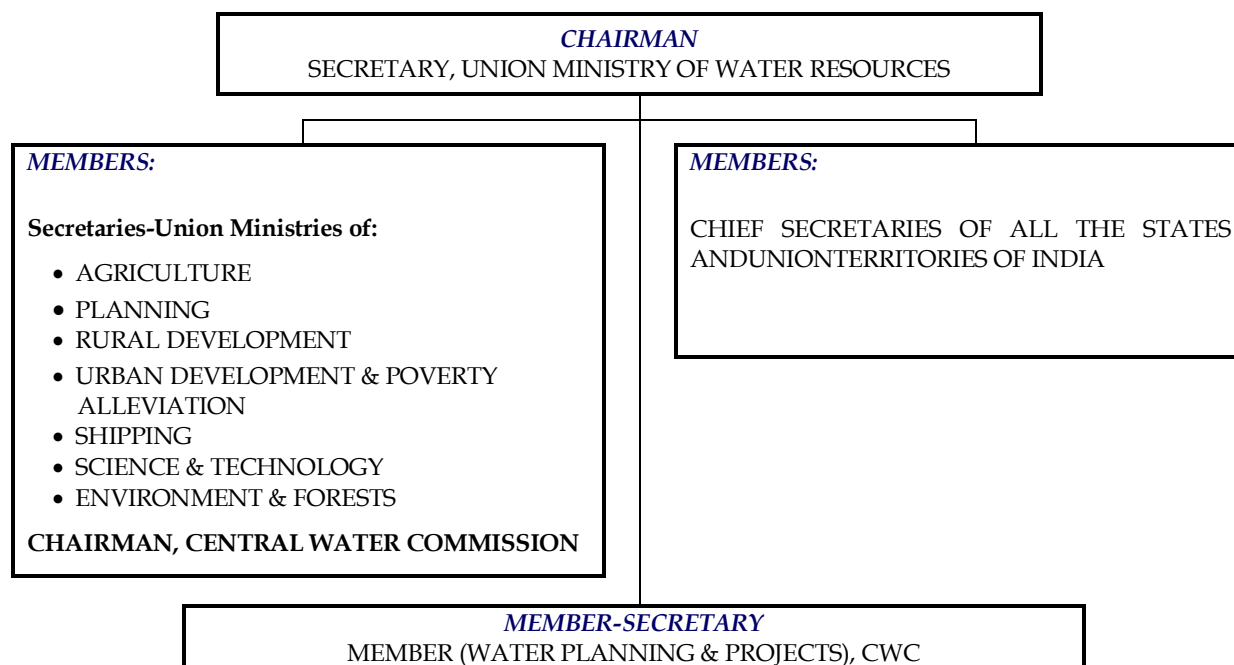 CHAIRMAN
SECRETARY, UNION MINISTRY OF WATER RESOURCES
MEMBERS:
Secretaries-Union Ministries of:
• AGRICULTURE
• PLANNING
• RURAL DEVELOPMENT
• URBAN DEVELOPMENT & POVERTY
ALLEVIATION
• SHIPPING
• SCIENCE & TECHNOLOGY
• ENVIRONMENT & FORESTS
CHAIRMAN, CENTRAL WATER COMMISSION
MEMBERS:
CHIEF SECRETARIES OF ALL THE STATES
ANDUNIONTERRITORIES OF INDIA
MEMBER-SECRETARY
MEMBER (WATER PLANNING & PROJECTS), CWC